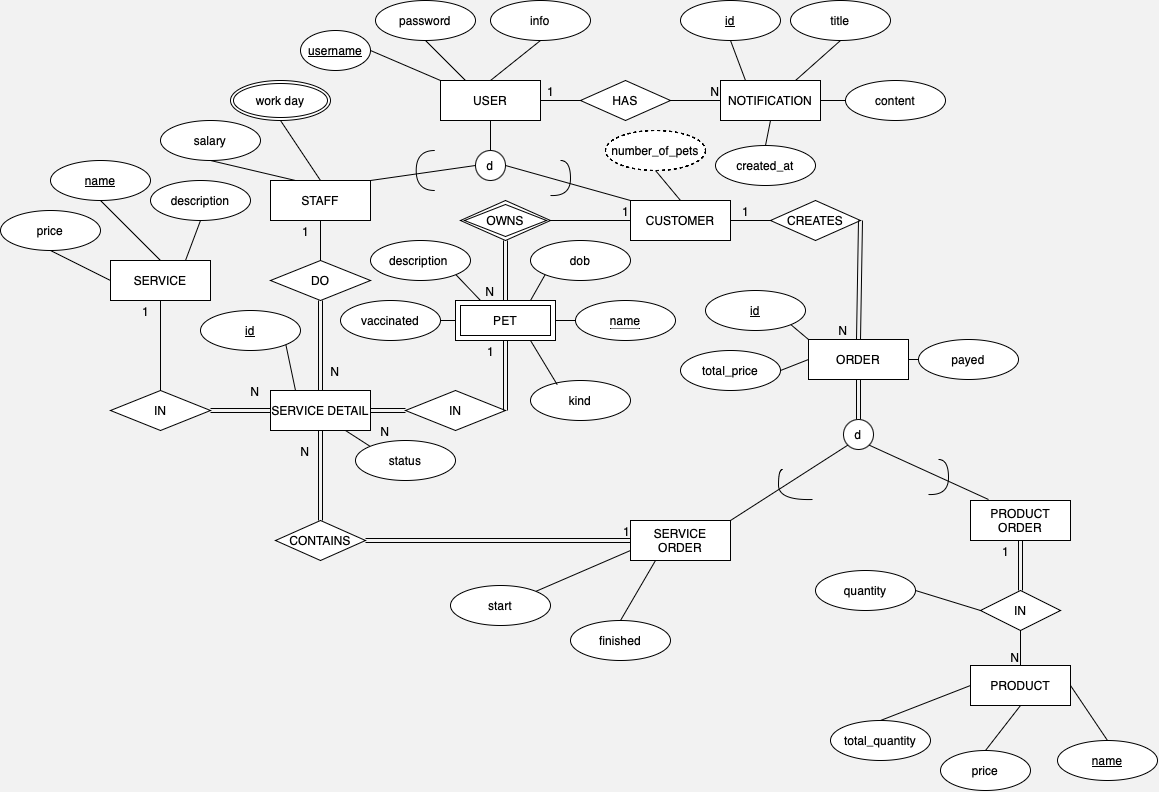 password
info
id
title
username
USER
1
HAS
N
NOTIFICATION
content
work day
salary
number_of_pets
created_at
d
name
description
STAFF
price
1
OWNS
1
CUSTOMER
1
CREATES
SERVICE
DO
description
dob
1
N
id
vaccinated
PET
name
id
N
1
ORDER
payed
total_price
N
N
kind
IN
SERVICE DETAIL
IN
N
N
status
d
CONTAINS
1
SERVICE
ORDER
PRODUCT
ORDER
1
start
finished
quantity
IN
N
PRODUCT
total_quantity
price
name